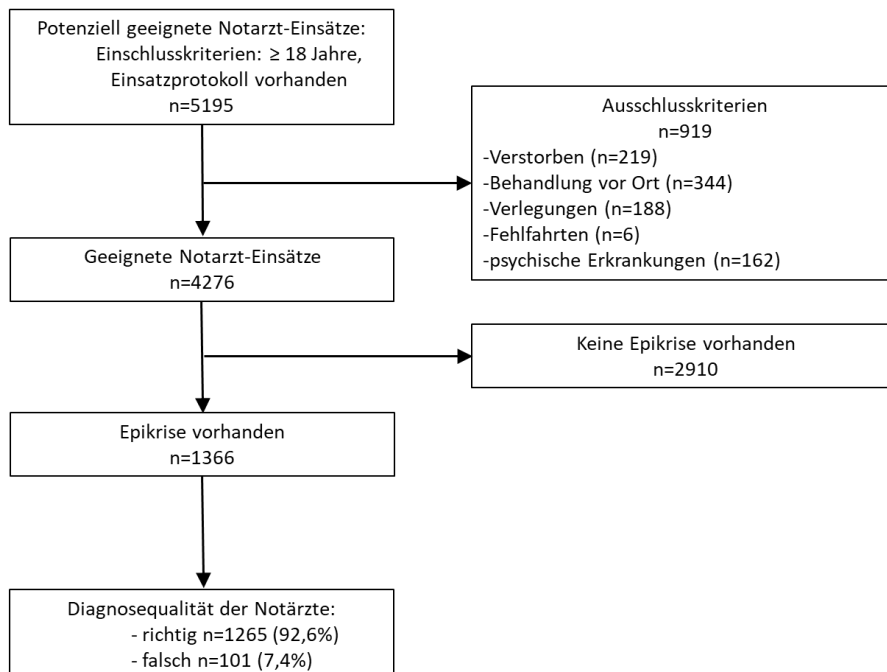 Potenziell geeignete Notarzt-Einsätze:
Einschlusskriterien: ≥ 18 Jahre,
Einsatzprotokoll vorhanden
n=5195
Ausschlusskriterien
n=919
-Verstorben (n=219)
-Behandlung vor Ort (n=344)
-Verlegungen (n=188)
-Fehlfahrten (n=6)
-psychische Erkrankungen (n=162)
Geeignete Notarzt-Einsätze
n=4276
Keine Epikrise vorhanden
n=2910
Epikrise vorhanden
n=1366
Diagnosequalität der Notärzte:
- richtig n=1265 (92,6%)
- falsch n=101 (7,4%)